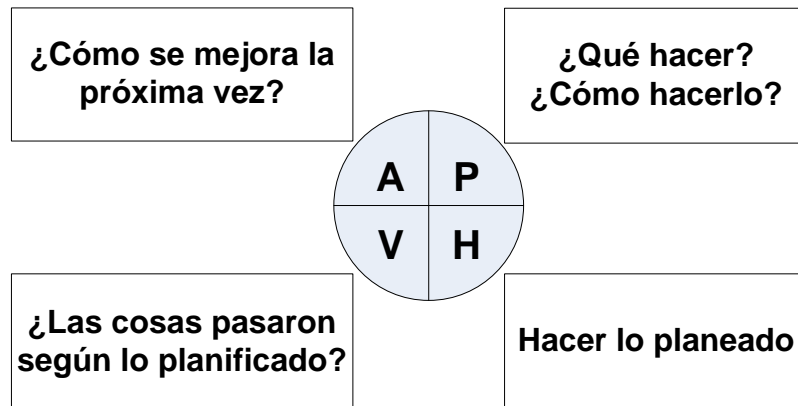 ¿Cómo se mejora la
próxima vez?
¿Qué hacer?
¿Cómo hacerlo?
A P
V H
¿Las cosas pasaron
según lo planificado?
Hacer lo planeado